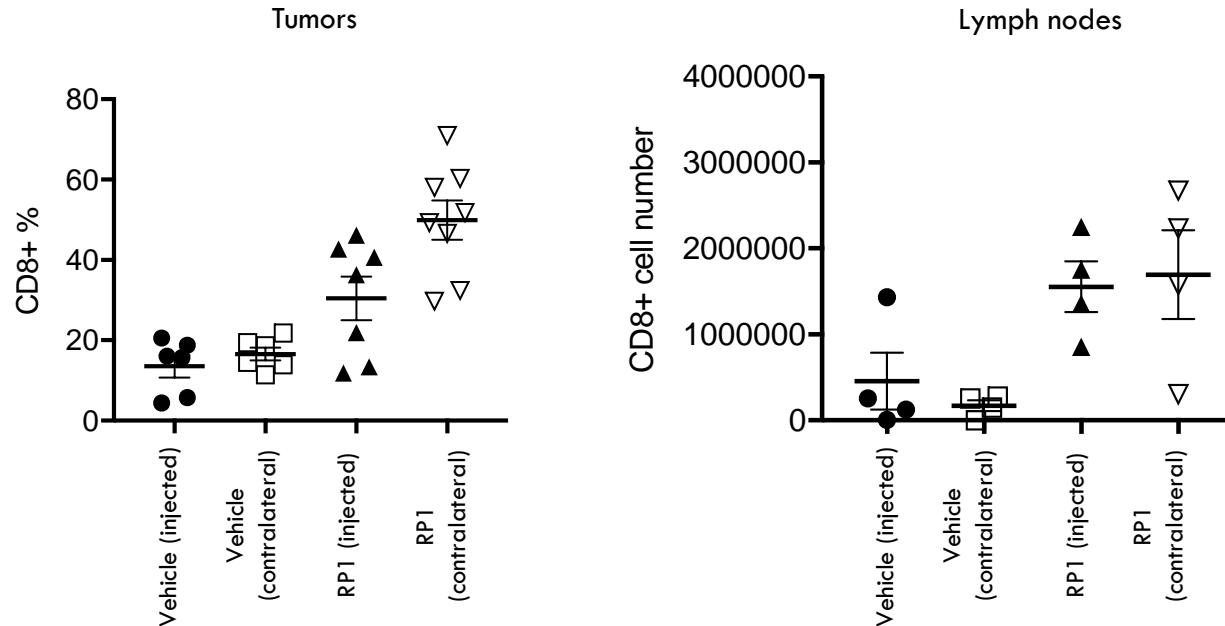 Tumors
CD8+ %
80
60
40
20
0
Vehicle (injected)
Vehicle
(contralateral)
RP1 (injected)
RP1
(contralateral)
Lymph nodes
CD8+ cell number
4000000
3000000
2000000
1000000
0
Vehicle (injected)
Vehicle
(contralateral)
RP1 (injected)
RP1
(contralateral)